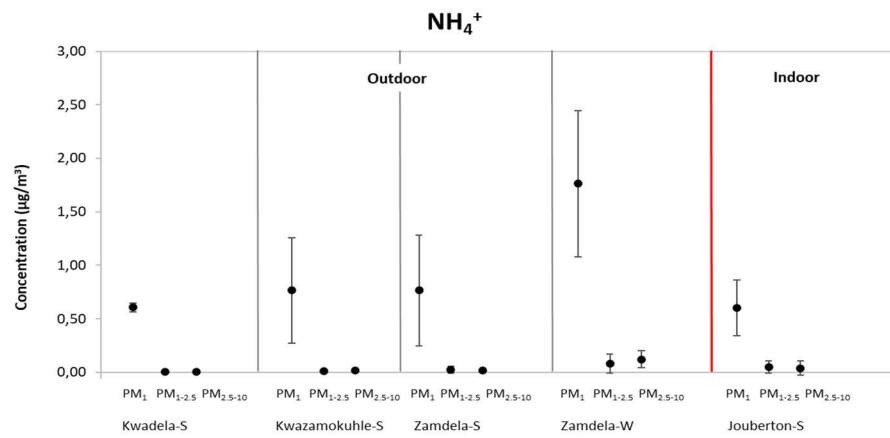 NH₄⁺
3,00
Outdoor
Indoor
2,50
2,00
1,50
1,00
0,50
0,00
Concentration (µg/m³)
PM₁ PM₁₋₂.₅ PM₂.₅₋₁₀ PM₁ PM₁₋₂.₅ PM₂.₅₋₁₀ PM₁ PM₁₋₂.₅ PM₂.₅₋₁₀ PM₁ PM₁₋₂.₅ PM₂.₅₋₁₀ PM₁ PM₁₋₂.₅ PM₂.₅₋₁₀
Kwadela-S Kwazamokuhle-S Zamdela-S Zamdela-W Jouberton-S